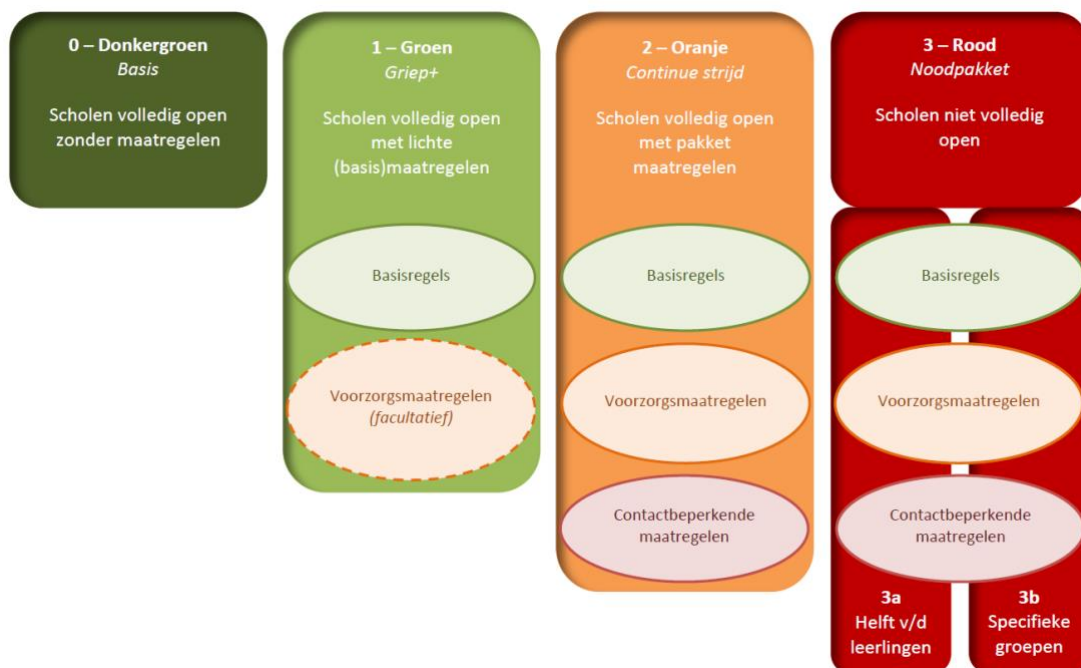 0 – Donkergroen
Basis
Scholen volledig open
zonder maatregelen
1 – Groen
Griep+
Scholen volledig open
met lichte
(basis)maatregelen
Basisregels
Voorzorgsmaatregelen
(facultatief)
2 – Oranje
Continue strijd
Scholen volledig open
met pakket
maatregelen
Basisregels
Voorzorgsmaatregelen
Contactbeperkende
maatregelen
3 – Rood
Noodpakket
Scholen niet volledig
open
Basisregels
Voorzorgsmaatregelen
Contactbeperkende
maatregelen
3a
Helft v/d
leerlingen
3b
Specifieke
groepen